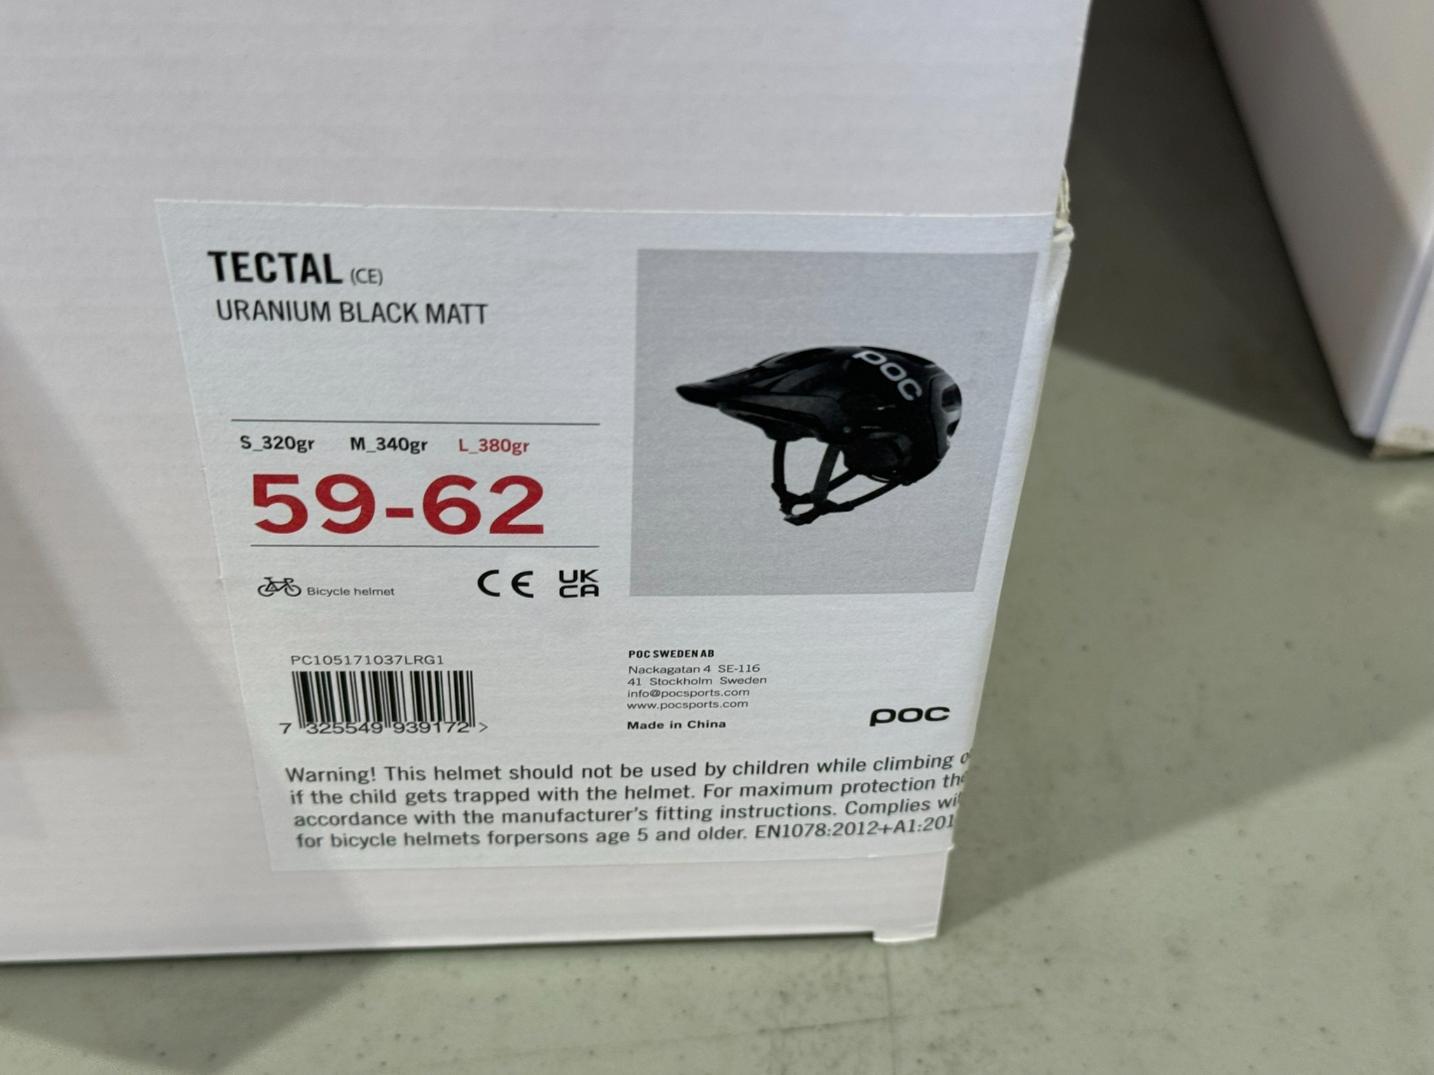 TECTAL (CE)
URANIUM BLACK MATT
poc
S_320gr M_340gr L_380gr
59-62
Bicycle helmet
CE
UK
CA
PC105171037LRG1
7 325549 939172 >
POC SWEDEN AB
Nackagatan 4 SE-116
41 Stockholm Sweden
info@pocsports.com
www.pocsports.com
Made in China
poc
Warning! This helmet should not be used by children while climbing
if the child gets trapped with the helmet. For maximum protection
accordance with the manufacturer's fitting instructions. Complies
for bicycle helmets forpersons age 5 and older. EN1078:2012+A1:201